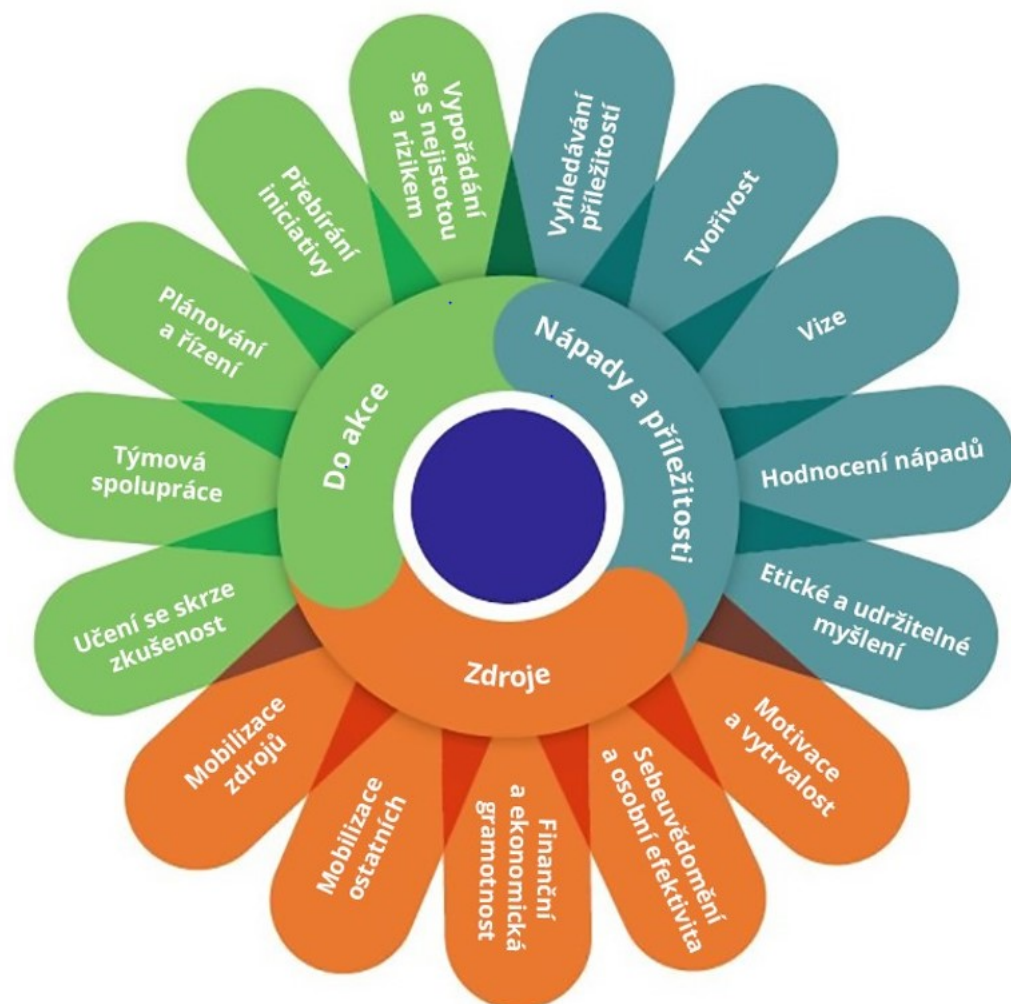 Nápady a příležitosti
Vyhledávání
příležitostí
Tvořivost
Vize
Hodnocení nápadů
Etické a udržitelné
myšlení
Zdroje
Motivace
a vytrvalost
Sebeuvědomění
a osobní efektivita
Finanční
a ekonomická
gramotnost
Mobilizace
ostatních
Mobilizace
zdrojů
Do akce
Učení se skrze
zkušenost
Týmová
spolupráce
Plánování
a řízení
Přebírání
iniciativy
Vypořádání
se s nejistotou
a rizikem